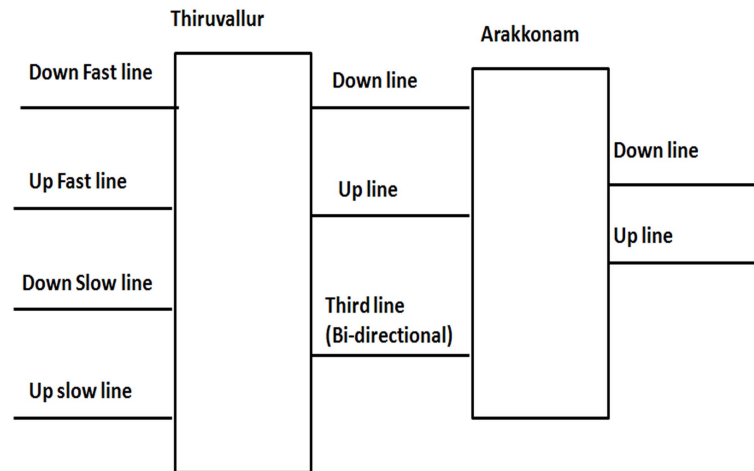 Thiruvallur
Arakkonam
Down Fast line
Down line
Down line
Up Fast line
Up line
Up line
Down Slow line
Third line
(Bi-directional)
Up slow line